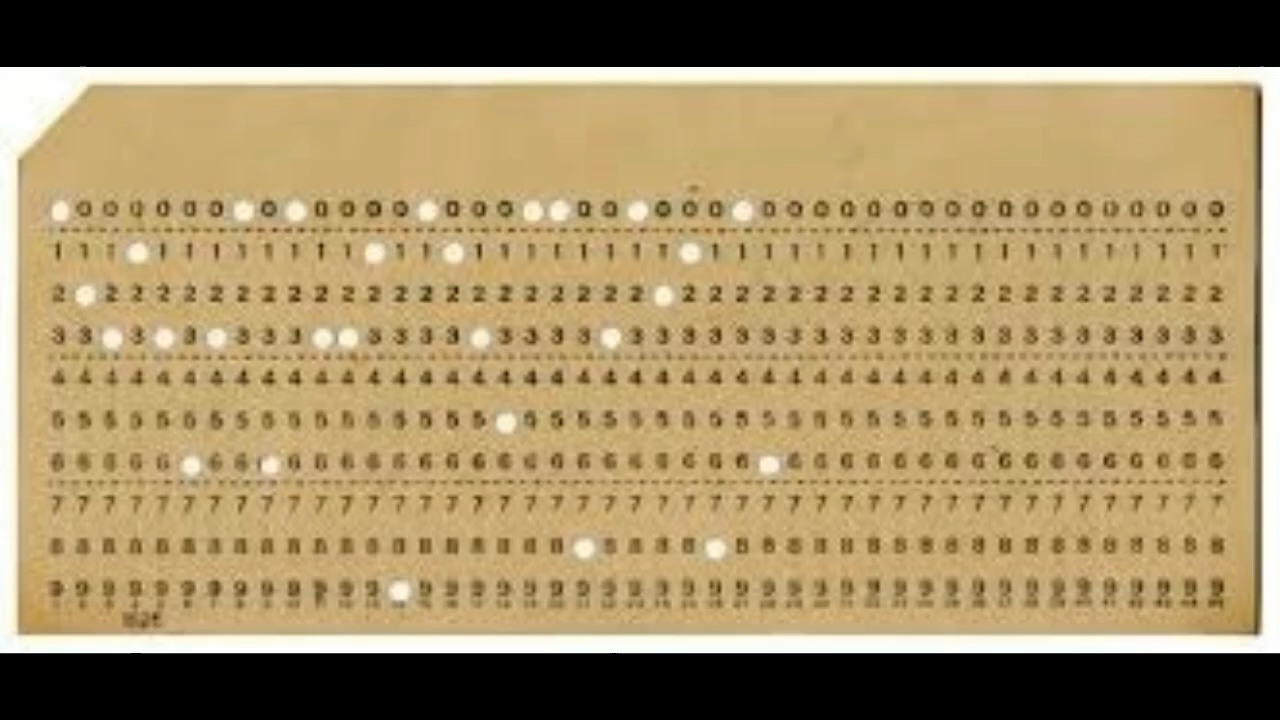 0 0 0 0 0 0 0 0 0 0 0 0 0 0 0 0 0 0 0 0 0 0 0 0 0 0 0 0 0 0 0 0 0 0 0 0 0
1 1 1 1 1 1 1 1 1 1 1 1 1 1 1 1 1 1 1 1 1 1 1 1 1 1 1 1 1 1 1 1 1 1 1 1 1 1 1 1 1
2 2 2 2 2 2 2 2 2 2 2 2 2 2 2 2 2 2 2 2 2 2 2 2 2 2 2 2 2 2 2 2 2 2 2 2 2 2 2 2 2 2 2
3 3 3 3 3 3 3 3 3 3 3 3 3 3 3 3 3 3 3 3 3 3 3 3 3 3 3 3 3 3 3 3 3 3 3 3 3 3
4 4 4 4 4 4 4 4 4 4 4 4 4 4 4 4 4 4 4 4 4 4 4 4 4 4 4 4 4 4 4 4 4 4 4 4 4 4 4 4 4 4 4 4 4
5 5 5 5 5 5 5 5 5 5 5 5 5 5 5 5 5 5 5 5 5 5 5 5 5 5 5 5 5 5 5 5 5 5 5 5 5 5 5 5 5 5 5 5
6 6 6 6 6 6 6 6 6 6 6 6 6 6 6 6 6 6 6 6 6 6 6 6 6 6 6 6 6 6 6 6 6 6 6 6 6 6 6 6 6 6
7 7 7 7 7 7 7 7 7 7 7 7 7 7 7 7 7 7 7 7 7 7 7 7 7 7 7 7 7 7 7 7 7 7 7 7 7 7 7 7 7 7 7 7 7
8 8 8 8 8 8 8 8 8 8 8 8 8 8 8 8 8 8 8 8 8 8 8 8 8 8 8 8 8 8 8 8 8 8 8 8 8 8 8 8 8 8 8
9 9 9 9 9 9 9 9 9 9 9 9 9 9 9 9 9 9 9 9 9 9 9 9 9 9 9 9 9 9 9 9 9 9 9 9 9 9 9 9 9 9 9 9